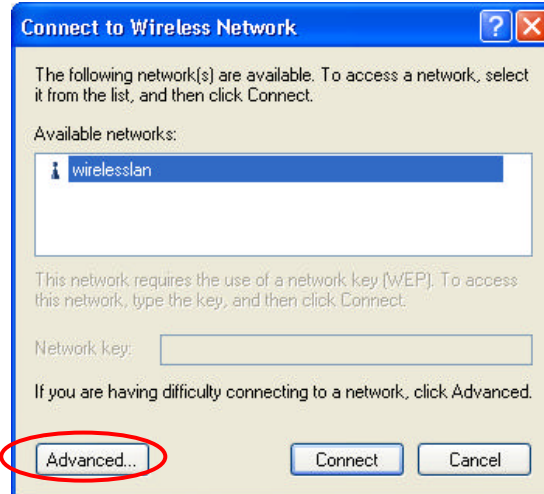 Connect to Wireless Network
The following network(s) are available. To access a network, select
it from the list, and then click Connect.
Available networks:
wirelesslan
This network requires the use of a network key (WEP). To access
this network, type the key, and then click Connect.
Network key:
If you are having difficulty connecting to a network, click Advanced.
Advanced... Connect Cancel